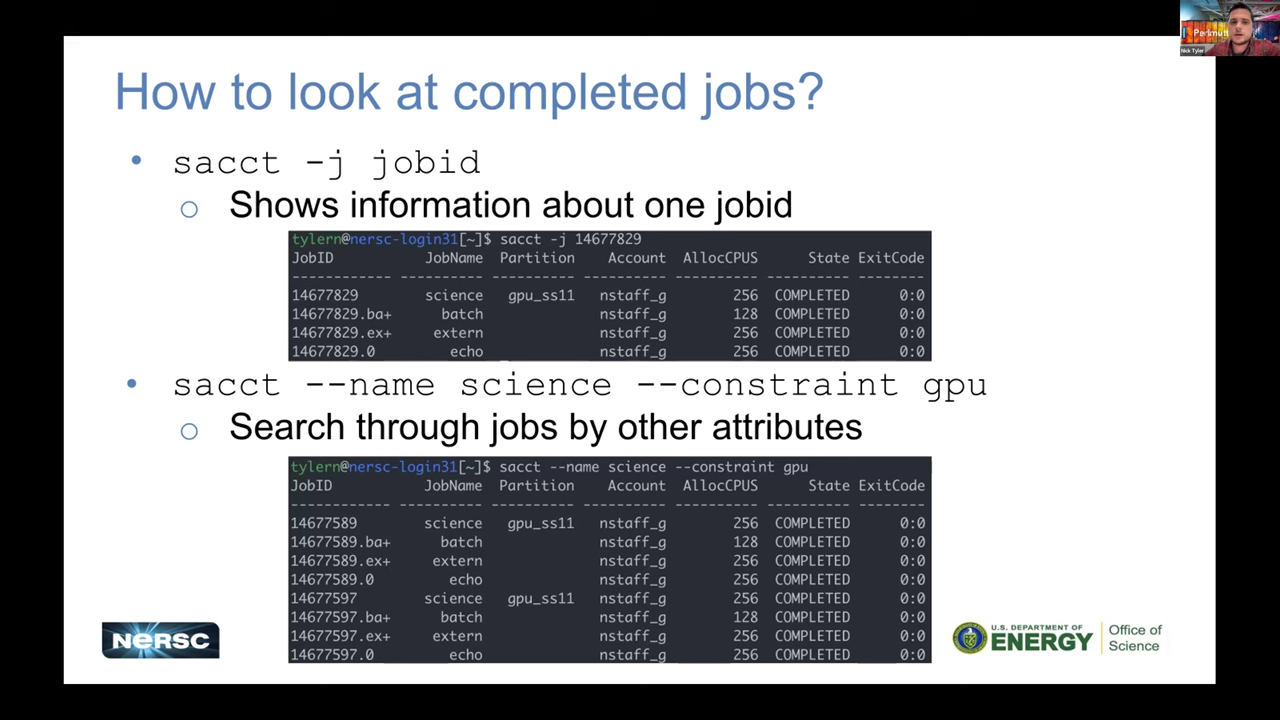 Perlmutt
Nick Tyler
How to look at completed jobs?
• sacct -j jobid
o Shows information about one jobid
tylern@nersc-login31[~]$ sacct -j 14677829
JobID JobName Partition Account AllocCPUS State ExitCode
------------ ---------- ---------- ---------- ---------- ---------- --------
14677829 science gpu_ss11 nstaff_g 256 COMPLETED 0:0
14677829.ba+ batch nstaff_g 128 COMPLETED 0:0
14677829.ex+ extern nstaff_g 256 COMPLETED 0:0
14677829.0 echo nstaff_g 256 COMPLETED 0:0
• sacct --name science --constraint gpu
o Search through jobs by other attributes
tylern@nersc-login31[~]$ sacct --name science --constraint gpu
JobID JobName Partition Account AllocCPUS State ExitCode
------------ ---------- ---------- ---------- ---------- ---------- --------
14677589 science gpu_ss11 nstaff_g 256 COMPLETED 0:0
14677589.ba+ batch nstaff_g 128 COMPLETED 0:0
14677589.ex+ extern nstaff_g 256 COMPLETED 0:0
14677589.0 echo nstaff_g 256 COMPLETED 0:0
14677597 science gpu_ss11 nstaff_g 256 COMPLETED 0:0
14677597.ba+ batch nstaff_g 128 COMPLETED 0:0
14677597.ex+ extern nstaff_g 256 COMPLETED 0:0
14677597.0 echo nstaff_g 256 COMPLETED 0:0
NERSC
U.S. DEPARTMENT OF
ENERGY
Office of
Science